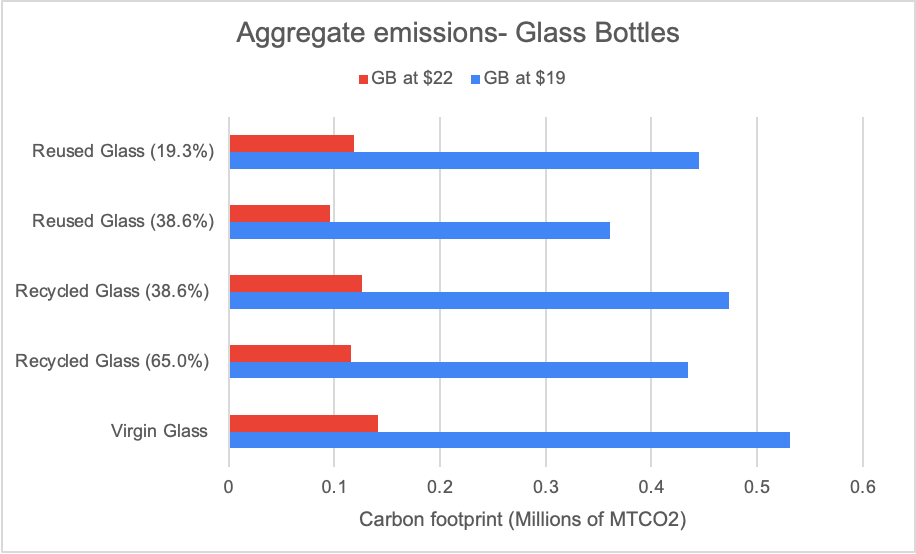 Aggregate emissions- Glass Bottles
GB at $22 GB at $19
Reused Glass (19.3%)
Reused Glass (38.6%)
Recycled Glass (38.6%)
Recycled Glass (65.0%)
Virgin Glass
0 0.1 0.2 0.3 0.4 0.5 0.6
Carbon footprint (Millions of MTCO2)